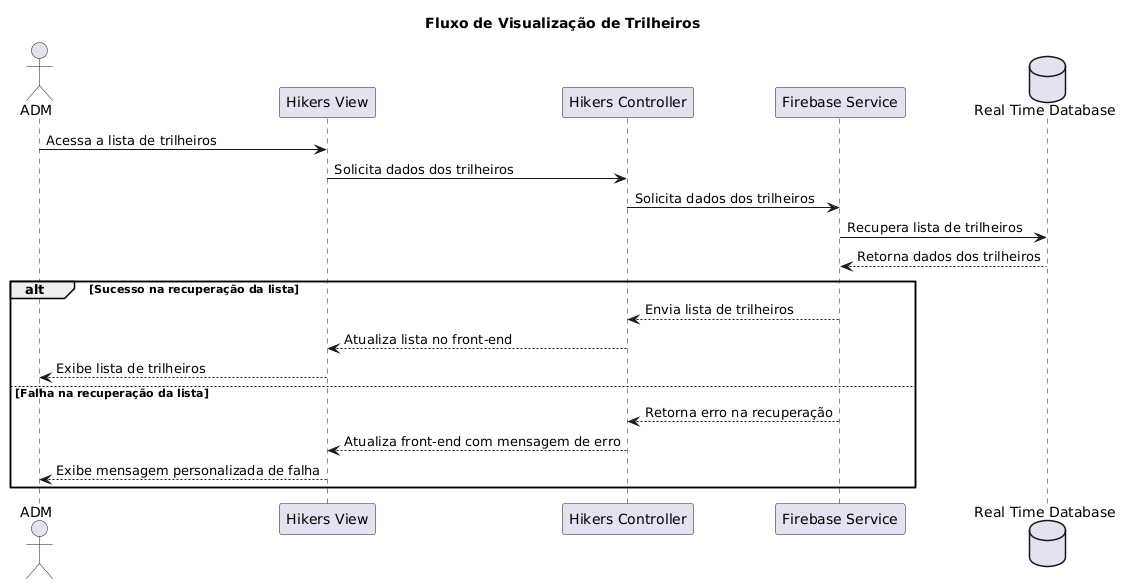 Fluxo de Visualização de Trilheiros
ADM
Hikers View
Hikers Controller
Firebase Service
Real Time Database
Acessa a lista de trilheiros
Solicita dados dos trilheiros
Solicita dados dos trilheiros
Recupera lista de trilheiros
Retorna dados dos trilheiros
alt [Sucesso na recuperação da lista]
Envia lista de trilheiros
Atualiza lista no front-end
Exibe lista de trilheiros
[Falha na recuperação da lista]
Retorna erro na recuperação
Atualiza front-end com mensagem de erro
Exibe mensagem personalizada de falha
ADM
Hikers View
Hikers Controller
Firebase Service
Real Time Database